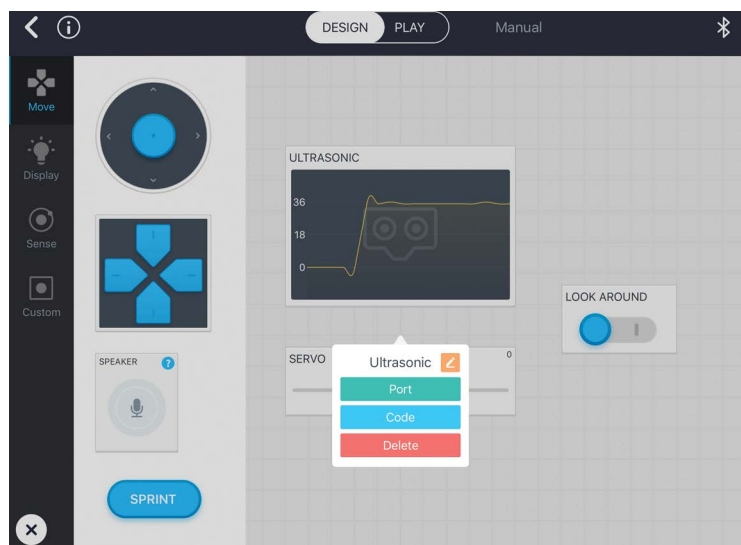 DESIGN PLAY Manual
Move
Display
Sense
Custom
SPEAKER ?
SPRINT
ULTRASONIC
36
18
0
SERVO 0
Ultrasonic
Port
Code
Delete
LOOK AROUND